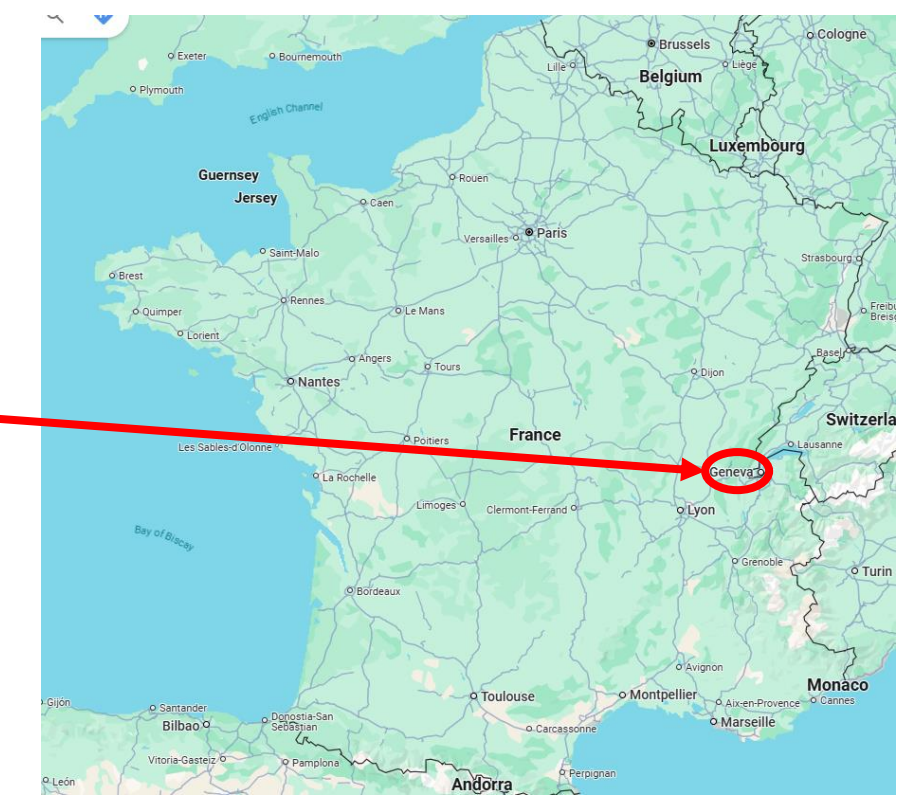 Exeter
Bournemouth
Plymouth
English Channel
Brussels
Cologne
Lille
Liège
Belgium
Luxembourg
Guernsey
Jersey
Rouen
Caen
Versailles
Paris
Saint-Malo
Strasbourg
Brest
Rennes
Quimper
Le Mans
Freibu
Breisg
Lorient
Angers
Tours
Basel
Nantes
Dijon
Switzerla
Les Sables-d'Olonne
Poitiers
France
Lausanne
Geneva
La Rochelle
Limoges
Clermont-Ferrand
Lyon
Bay of Biscay
Grenoble
Turin
Bordeaux
Avignon
Monaco
Gijón
Santander
Toulouse
Montpellier
Aix-en-Provence
Cannes
Bilbao
Donostia-San
Sebastián
Carcassonne
Marseille
Vitoria-Gasteiz
Pamplona
Perpignan
León
Andorra